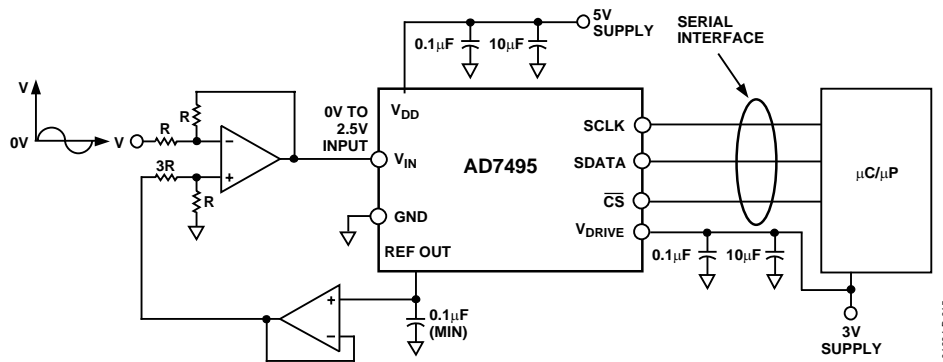 5V
SUPPLY
SERIAL
INTERFACE
0.1μF
10μF
V
0V
V
R
R
3R
R
0V TO
2.5V
INPUT
VDD
VIN
AD7495
GND
REF OUT
SCLK
SDATA
CS
VDRIVE
μC/μP
0.1μF
10μF
0.1μF
(MIN)
3V
SUPPLY